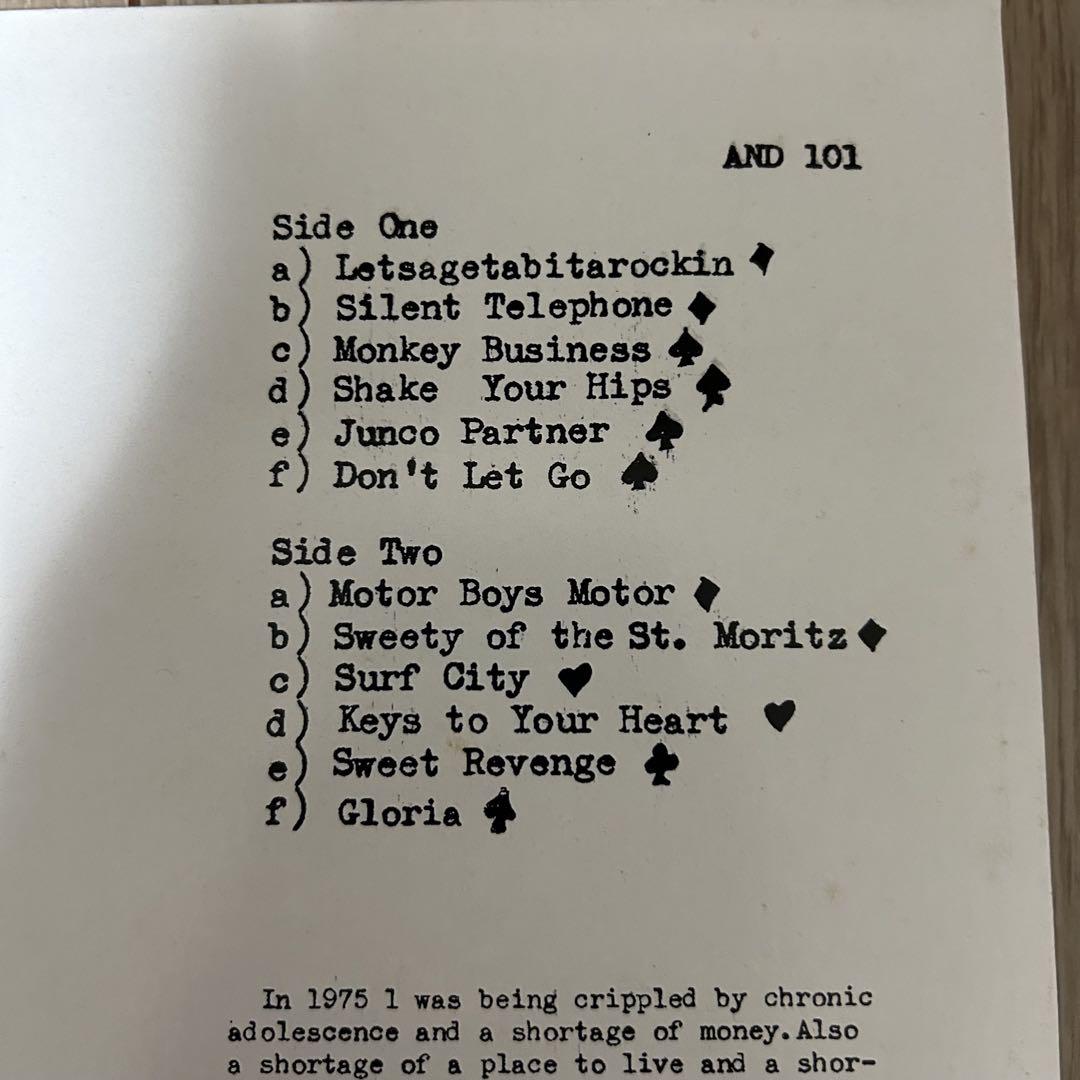 AND 101
Side One
a) Letsagetabitarockin ♦
b) Silent Telephone ♦
c) Monkey Business ♠
d) Shake Your Hips ♠
e) Junco Partner ♠
f) Don't Let Go ♠
Side Two
a) Motor Boys Motor ♦
b) Sweety of the St. Moritz ♦
c) Surf City ♥
d) Keys to Your Heart ♥
e) Sweet Revenge ♣
f) Gloria ♠
In 1975 l was being crippled by chronic
adolescence and a shortage of money.Also
a shortage of a place to live and a shor-